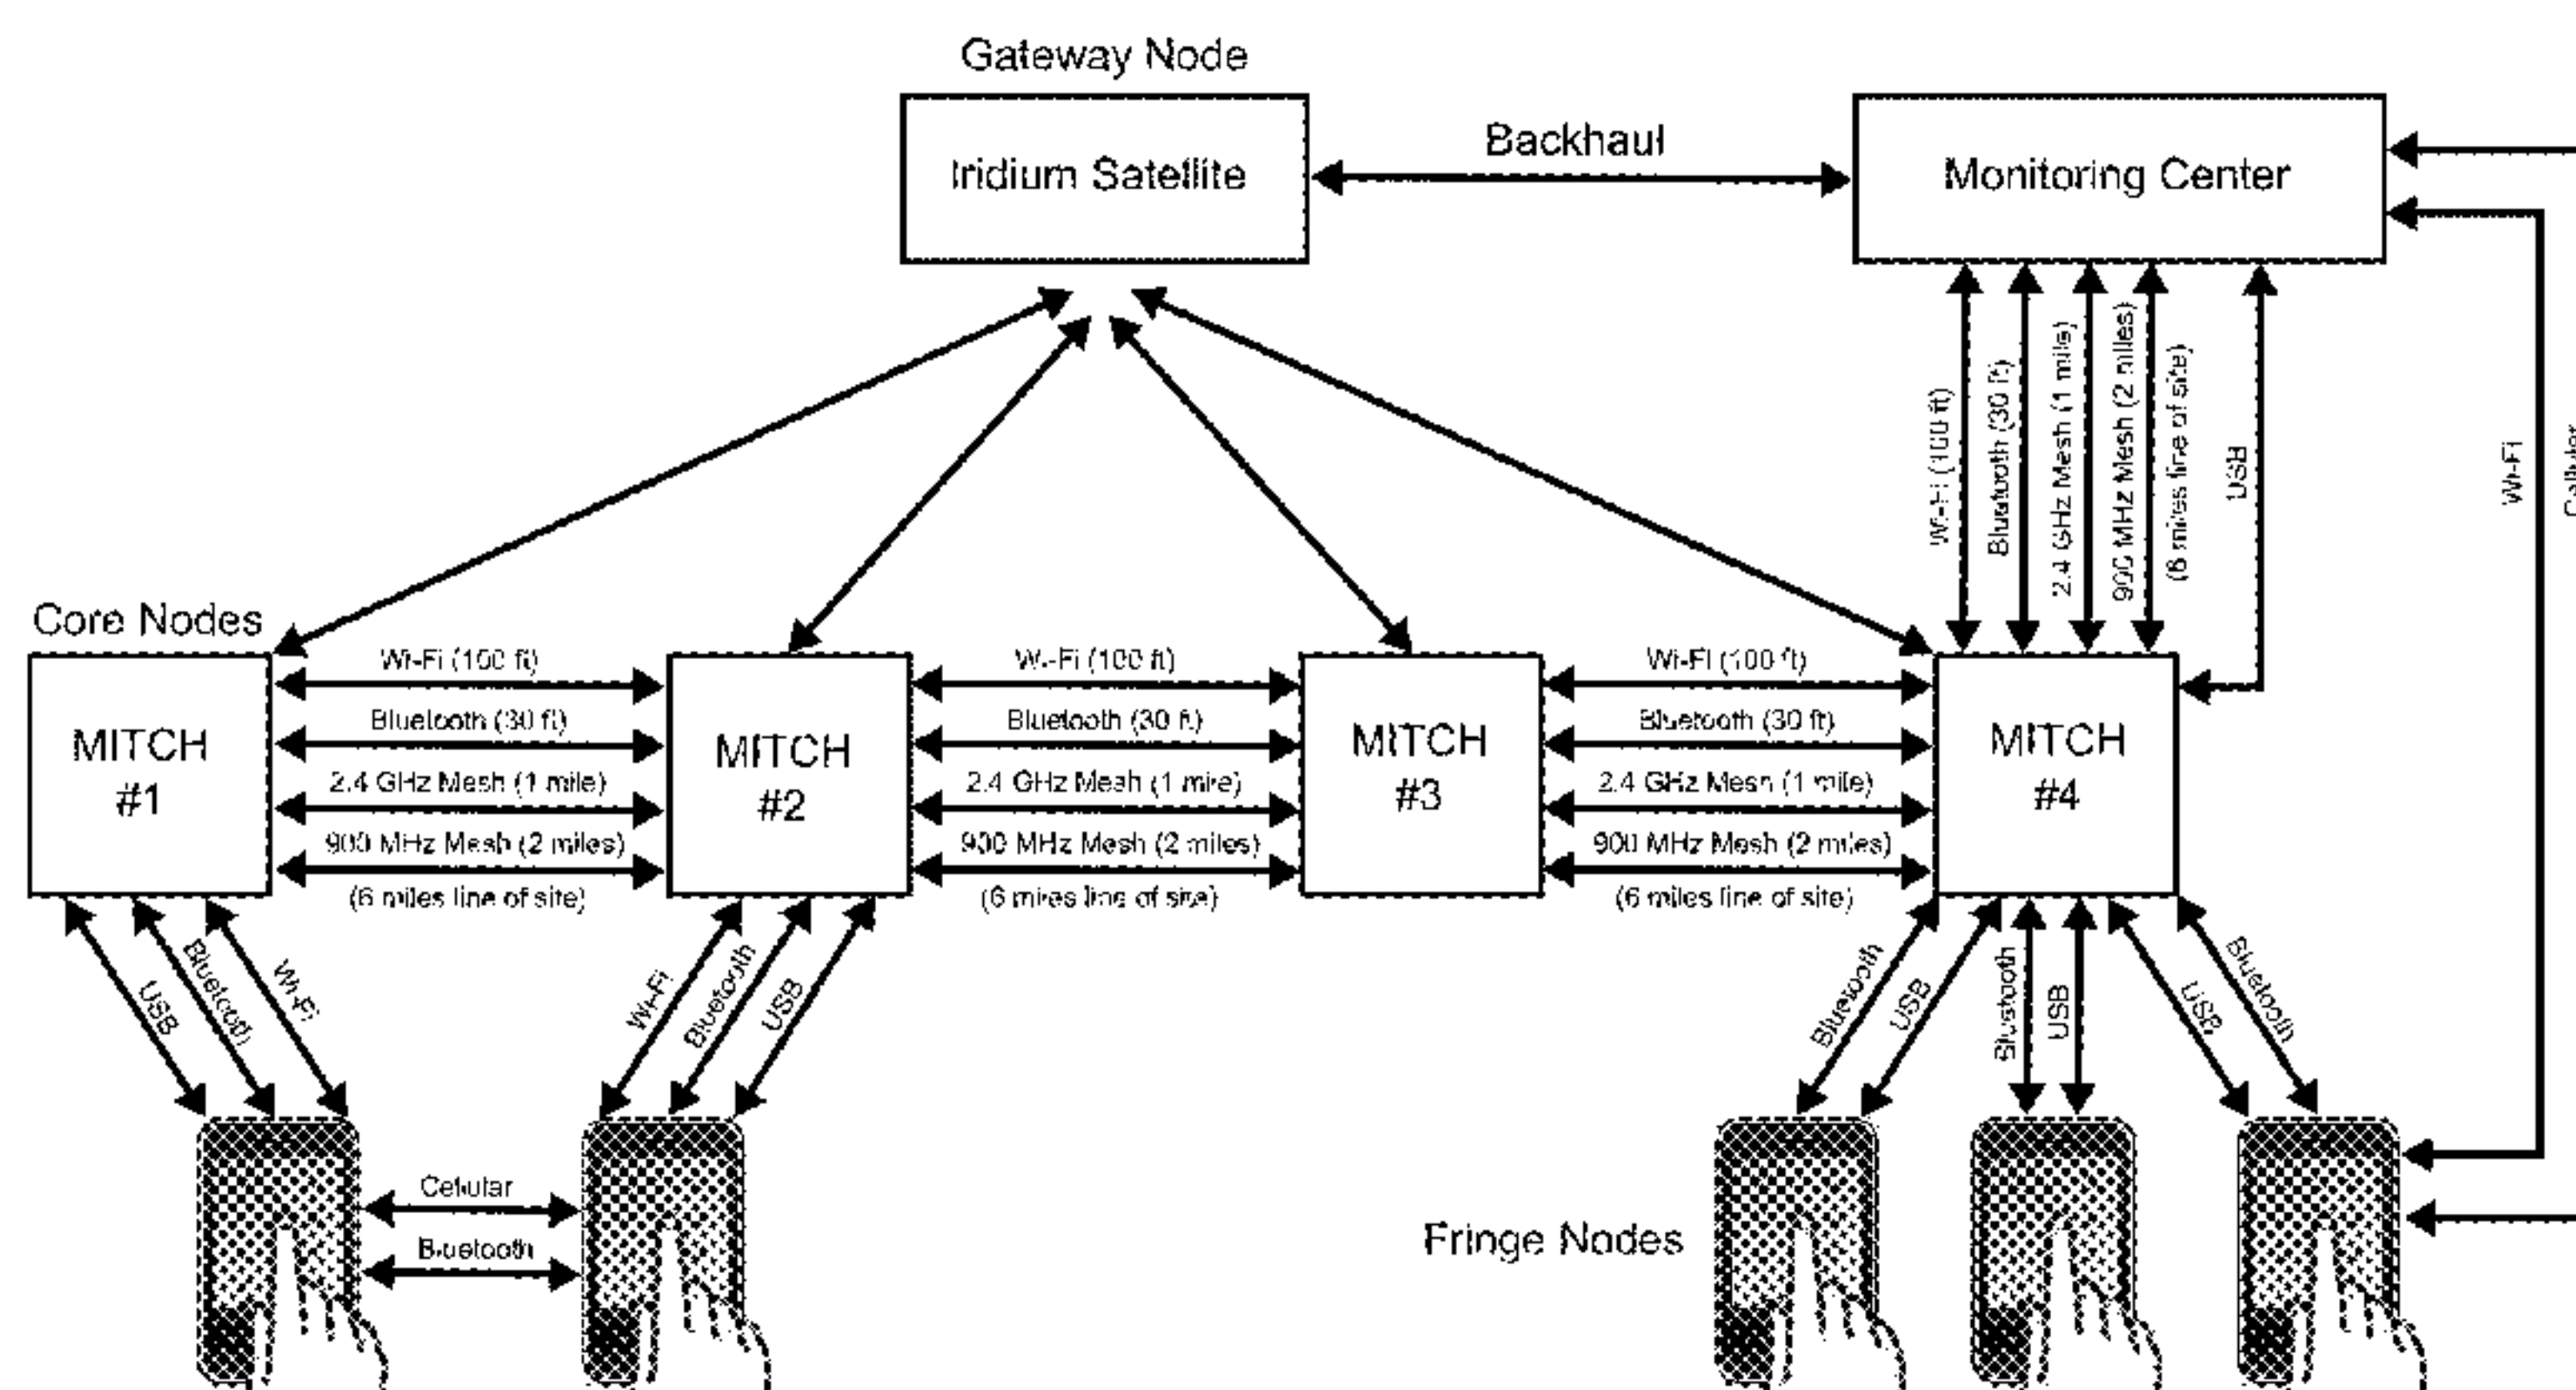 Gateway Node
Iridium Satellite
Backhaul
Monitoring Center
Wi-Fi (100 ft)
Bluetooth (30 ft)
2.4 GHz Mesh (1 mile)
900 MHz Mesh (2 miles)
(6 miles line of site)
USB
Wi-Fi
Cellular
Core Nodes
MITCH
#1
Wi-Fi (100 ft)
Bluetooth (30 ft)
2.4 GHz Mesh (1 mile)
900 MHz Mesh (2 miles)
(6 miles line of site)
MITCH
#2
Wi-Fi (100 ft)
Bluetooth (30 ft)
2.4 GHz Mesh (1 mile)
900 MHz Mesh (2 miles)
(6 miles line of site)
MITCH
#3
Wi-Fi (100 ft)
Bluetooth (30 ft)
2.4 GHz Mesh (1 mile)
900 MHz Mesh (2 miles)
(6 miles line of site)
MITCH
#4
USB
Bluetooth
Wi-Fi
Wi-Fi
Bluetooth
USB
Bluetooth
USB
Bluetooth
USB
USB
Bluetooth
Cellular
Bluetooth
Fringe Nodes